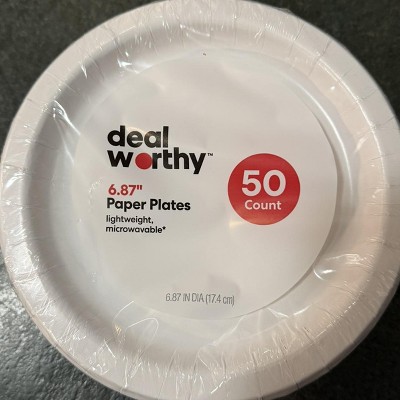 deal
worthy™
6.87"
Paper Plates
lightweight,
microwavable*
50
Count
6.87 IN DIA (17.4 cm)